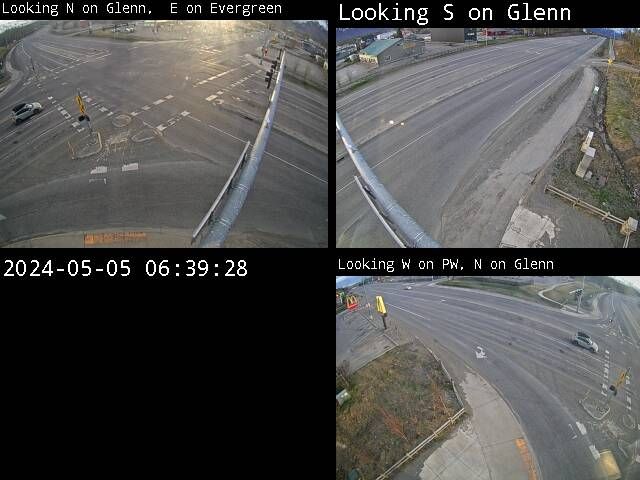 Looking N on Glenn,  E on Evergreen
Looking S on Glenn
2024-05-05 06:39:28
Looking W on PW, N on Glenn